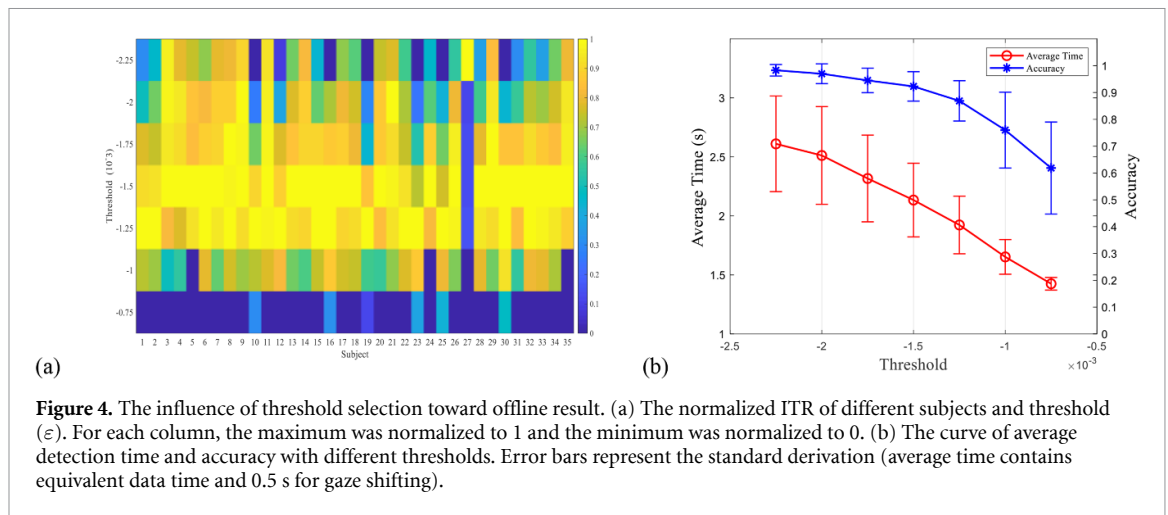 -2.25
-2
-1.75
-1.5
-1.25
-1
-0.75
Threshold (10^-3)
1 2 3 4 5 6 7 8 9 10 11 12 13 14 15 16 17 18 19 20 21 22 23 24 25 26 27 28 29 30 31 32 33 34 35
Subject
1
0.9
0.8
0.7
0.6
0.5
0.4
0.3
0.2
0.1
0
(a)
Average Time
Accuracy
3
2.5
2
1.5
1
Average Time (s)
1
0.9
0.8
0.7
0.6
0.5
0.4
0.3
0.2
0.1
0
Accuracy
-2.5 -2 -1.5 -1 -0.5
Threshold
×10⁻³
(b)
Figure 4. The influence of threshold selection toward offline result. (a) The normalized ITR of different subjects and threshold
(ε). For each column, the maximum was normalized to 1 and the minimum was normalized to 0. (b) The curve of average
detection time and accuracy with different thresholds. Error bars represent the standard derivation (average time contains
equivalent data time and 0.5 s for gaze shifting).